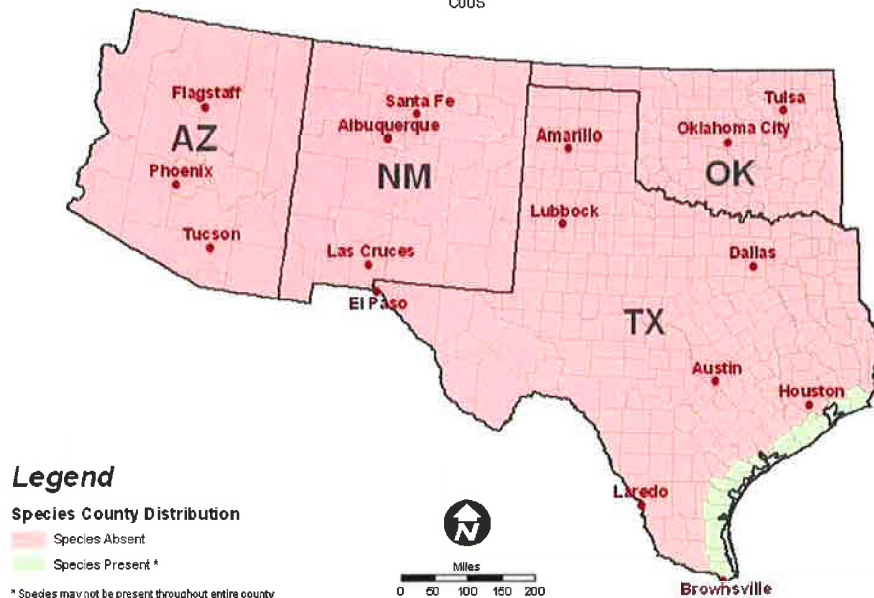 C00S
Flagstaff
AZ
Phoenix
Tucson
Santa Fe
Albuquerque
NM
Las Cruces
El Paso
Amarillo
Lubbock
Tulsa
Oklahoma City
OK
Dallas
TX
Austin
Houston
Laredo
Brownsville
Legend
Species County Distribution
Species Absent
Species Present *
* Species may not be present throughout entire county
N
Miles
0 50 100 150 200